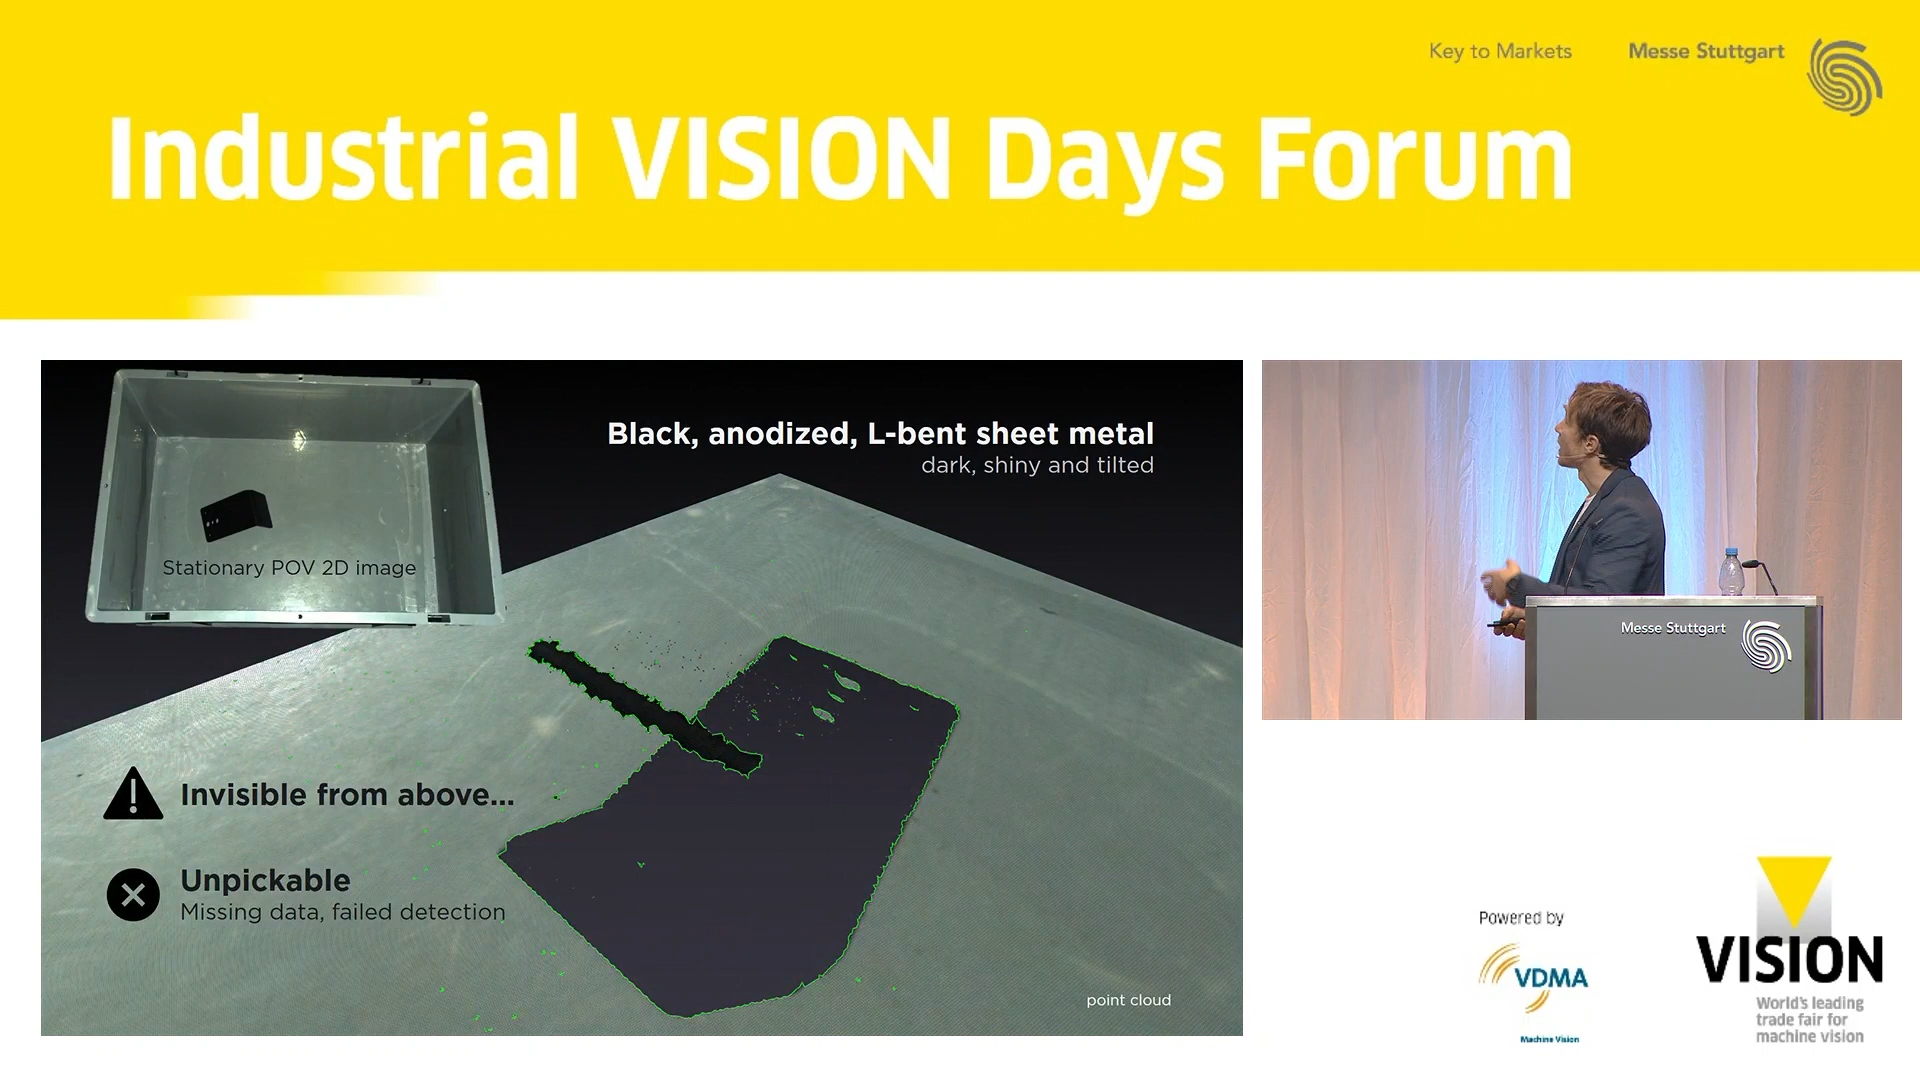 Key to Markets
Messe Stuttgart
Industrial VISION Days Forum
Black, anodized, L-bent sheet metal
dark, shiny and tilted
Stationary POV 2D image
Invisible from above...
Unpickable
Missing data, failed detection
point cloud
Messe Stuttgart
Powered by
VDMA
Machine Vision
VISION
World's leading
trade fair for
machine vision